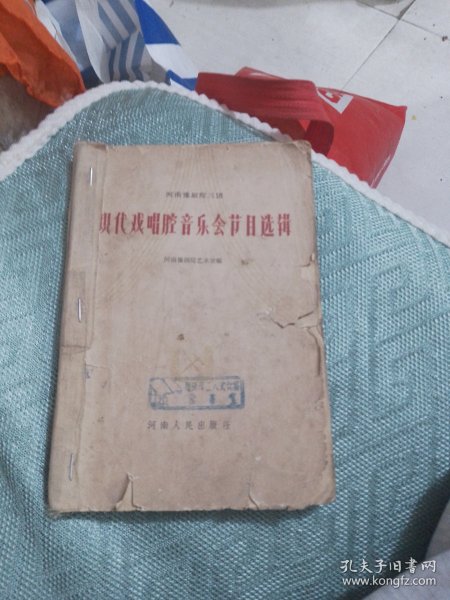 河南豫剧院三团
现代戏唱腔音乐会节目选辑
河南豫剧院艺术室编
河南人民出版社
孔夫子旧书网
www.kongfz.com